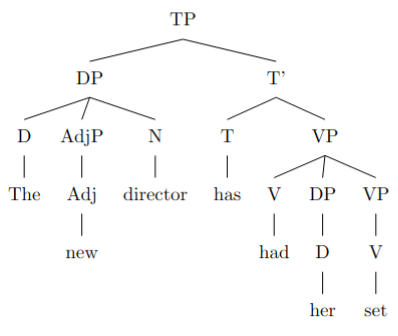 TP
DP T'
D AdjP N T VP
The Adj director has V DP VP
new had D V
her set